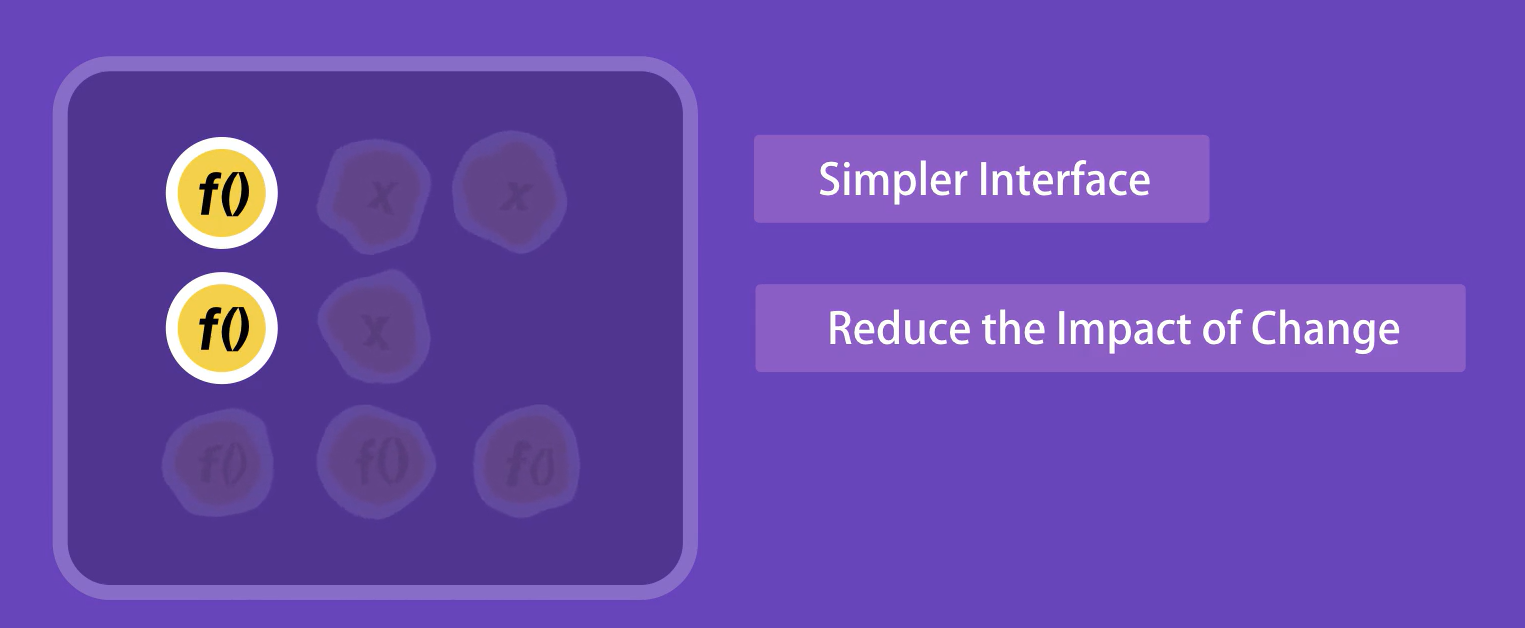 f() x x
f() x
f() f() f()
Simpler Interface
Reduce the Impact of Change